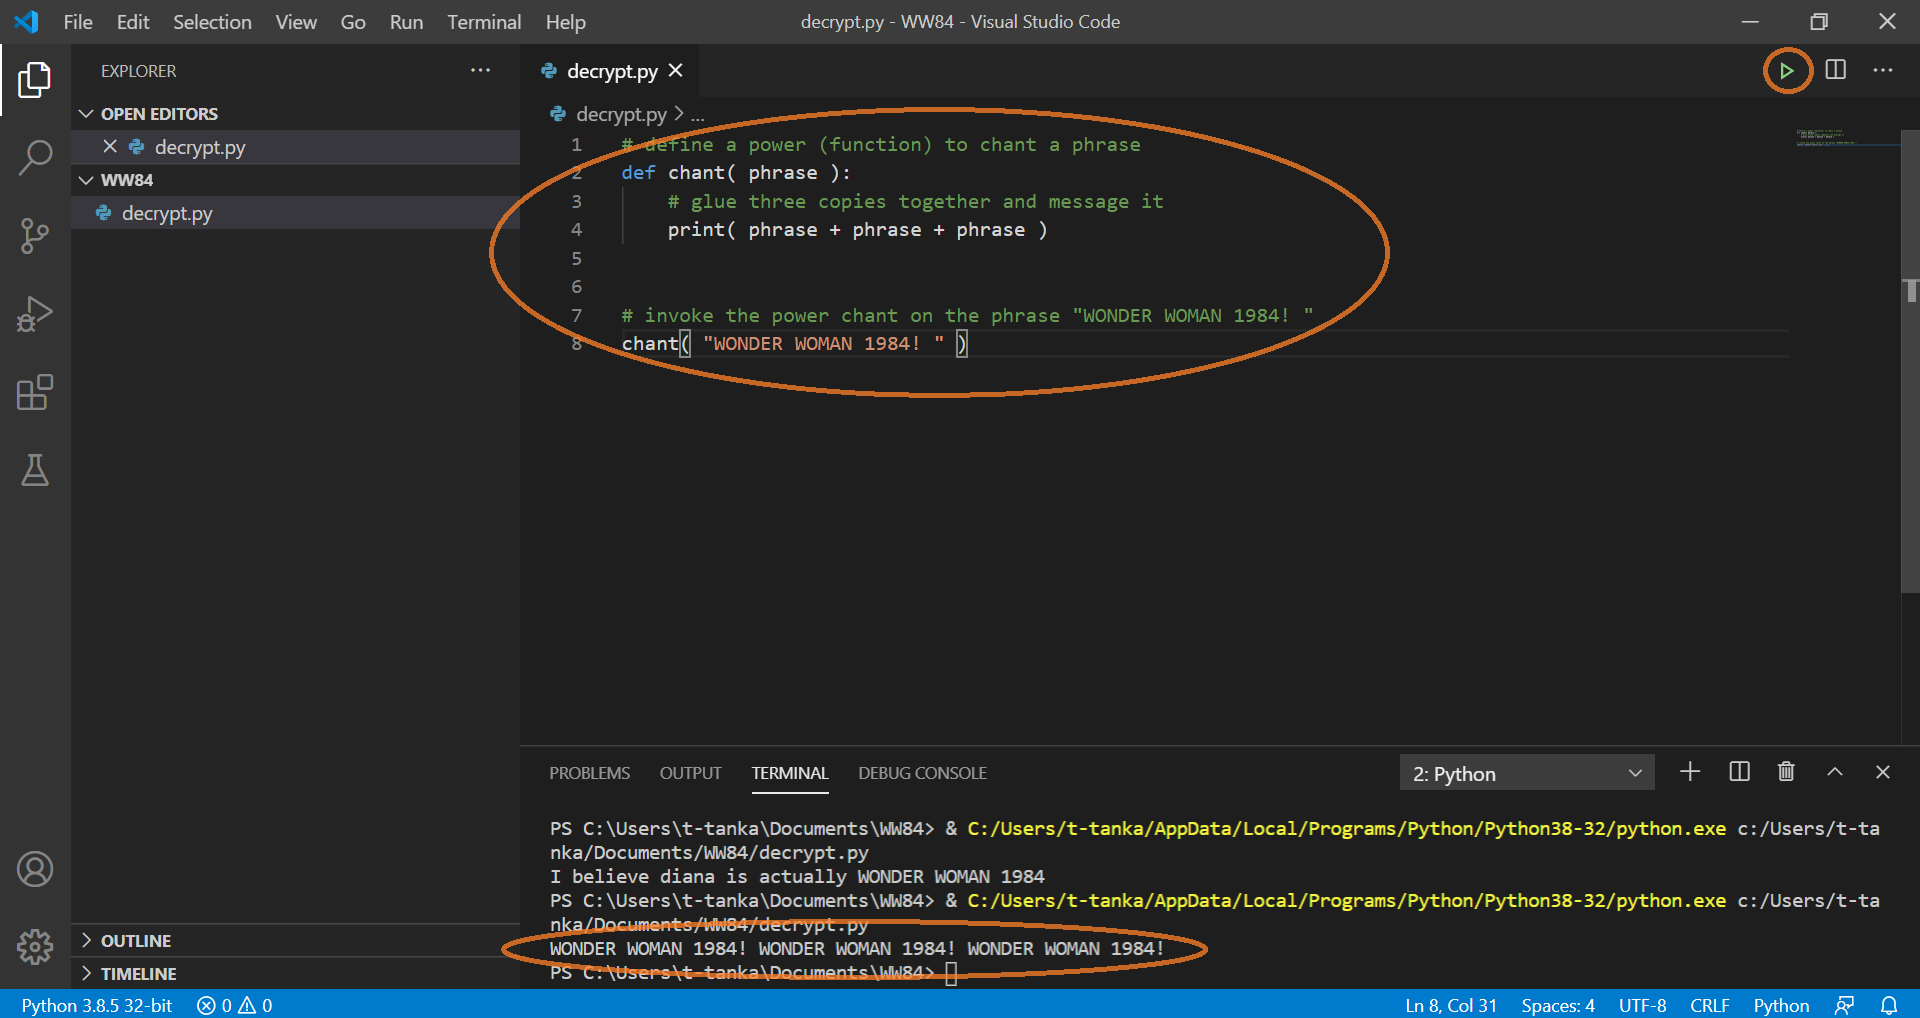 File Edit Selection View Go Run Terminal Help decrypt.py - WW84 - Visual Studio Code
EXPLORER
OPEN EDITORS
decrypt.py
WW84
decrypt.py
OUTLINE
TIMELINE
decrypt.py
decrypt.py > ...
1 # define a power (function) to chant a phrase
2 def chant( phrase ):
3 # glue three copies together and message it
4 print( phrase + phrase + phrase )
5
6
7 # invoke the power chant on the phrase "WONDER WOMAN 1984! "
8 chant( "WONDER WOMAN 1984! " )
PROBLEMS OUTPUT TERMINAL DEBUG CONSOLE 2: Python
PS C:\Users\t-tanka\Documents\WW84> & C:/Users/t-tanka/AppData/Local/Programs/Python/Python38-32/python.exe c:/Users/t-ta
nka/Documents/WW84/decrypt.py
I believe diana is actually WONDER WOMAN 1984
PS C:\Users\t-tanka\Documents\WW84> & C:/Users/t-tanka/AppData/Local/Programs/Python/Python38-32/python.exe c:/Users/t-ta
nka/Documents/WW84/decrypt.py
WONDER WOMAN 1984! WONDER WOMAN 1984! WONDER WOMAN 1984!
PS C:\Users\t-tanka\Documents\WW84>
Python 3.8.5 32-bit 0 0 Ln 8, Col 31 Spaces: 4 UTF-8 CRLF Python